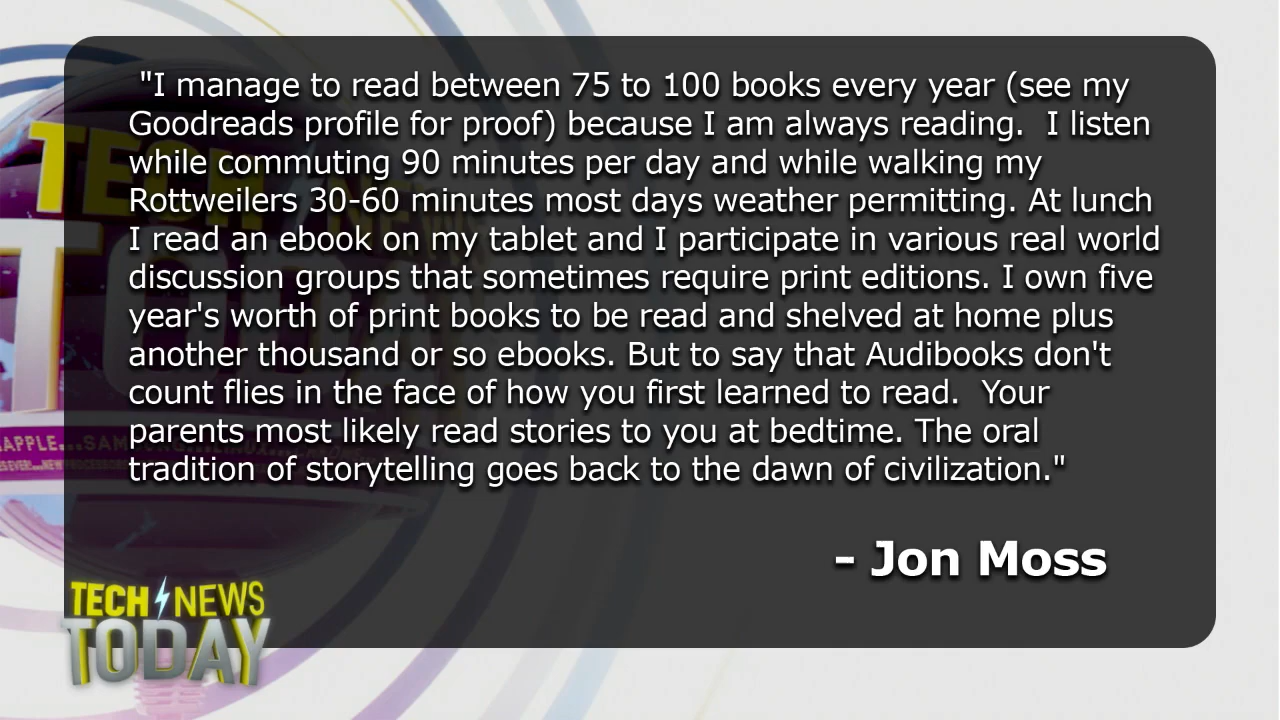 "I manage to read between 75 to 100 books every year (see my
Goodreads profile for proof) because I am always reading.  I listen
while commuting 90 minutes per day and while walking my
Rottweilers 30-60 minutes most days weather permitting. At lunch
I read an ebook on my tablet and I participate in various real world
discussion groups that sometimes require print editions. I own five
year's worth of print books to be read and shelved at home plus
another thousand or so ebooks. But to say that Audibooks don't
count flies in the face of how you first learned to read.  Your
parents most likely read stories to you at bedtime. The oral
tradition of storytelling goes back to the dawn of civilization."
- Jon Moss
APPLE...
TECH NEWS
TODAY